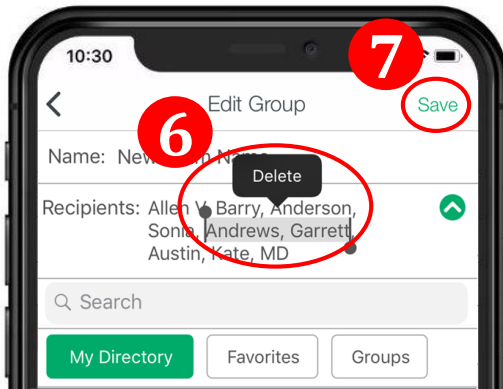 10:30
7
Edit Group
Save
6
Name:
Delete
Recipients: Allen V, Barry, Anderson,
Sonia, Andrews, Garrett,
Austin, Kate, MD
Search
My Directory
Favorites
Groups